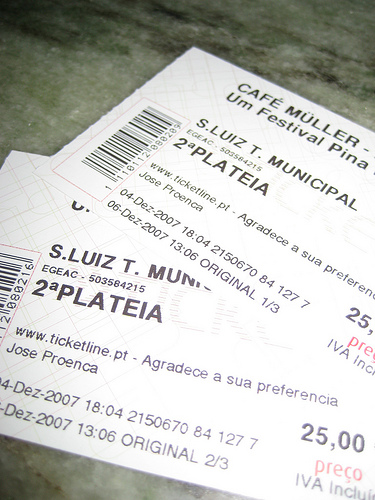 CAFÉ MÜLLER -
Um Festival Pina
S.LUIZ T. MUNICIPAL
EGEAC - 503584215
2ªPLATEIA
www.ticketline.pt - Agradece a sua preferen
Jose Proenca
04-Dez-2007 18:04 2150670 84 127 7
06-Dez-2007 13:06 ORIGINAL 1/3
25,
preç
IVA Incl
S.LUIZ T. MUNI
EGEAC - 503584215
2ªPLATEIA
www.ticketline.pt - Agradece a sua preferencia
Jose Proenca
4-Dez-2007 18:04 2150670 84 127 7
-Dez-2007 13:06 ORIGINAL 2/3
25,00
preço
IVA Inclui